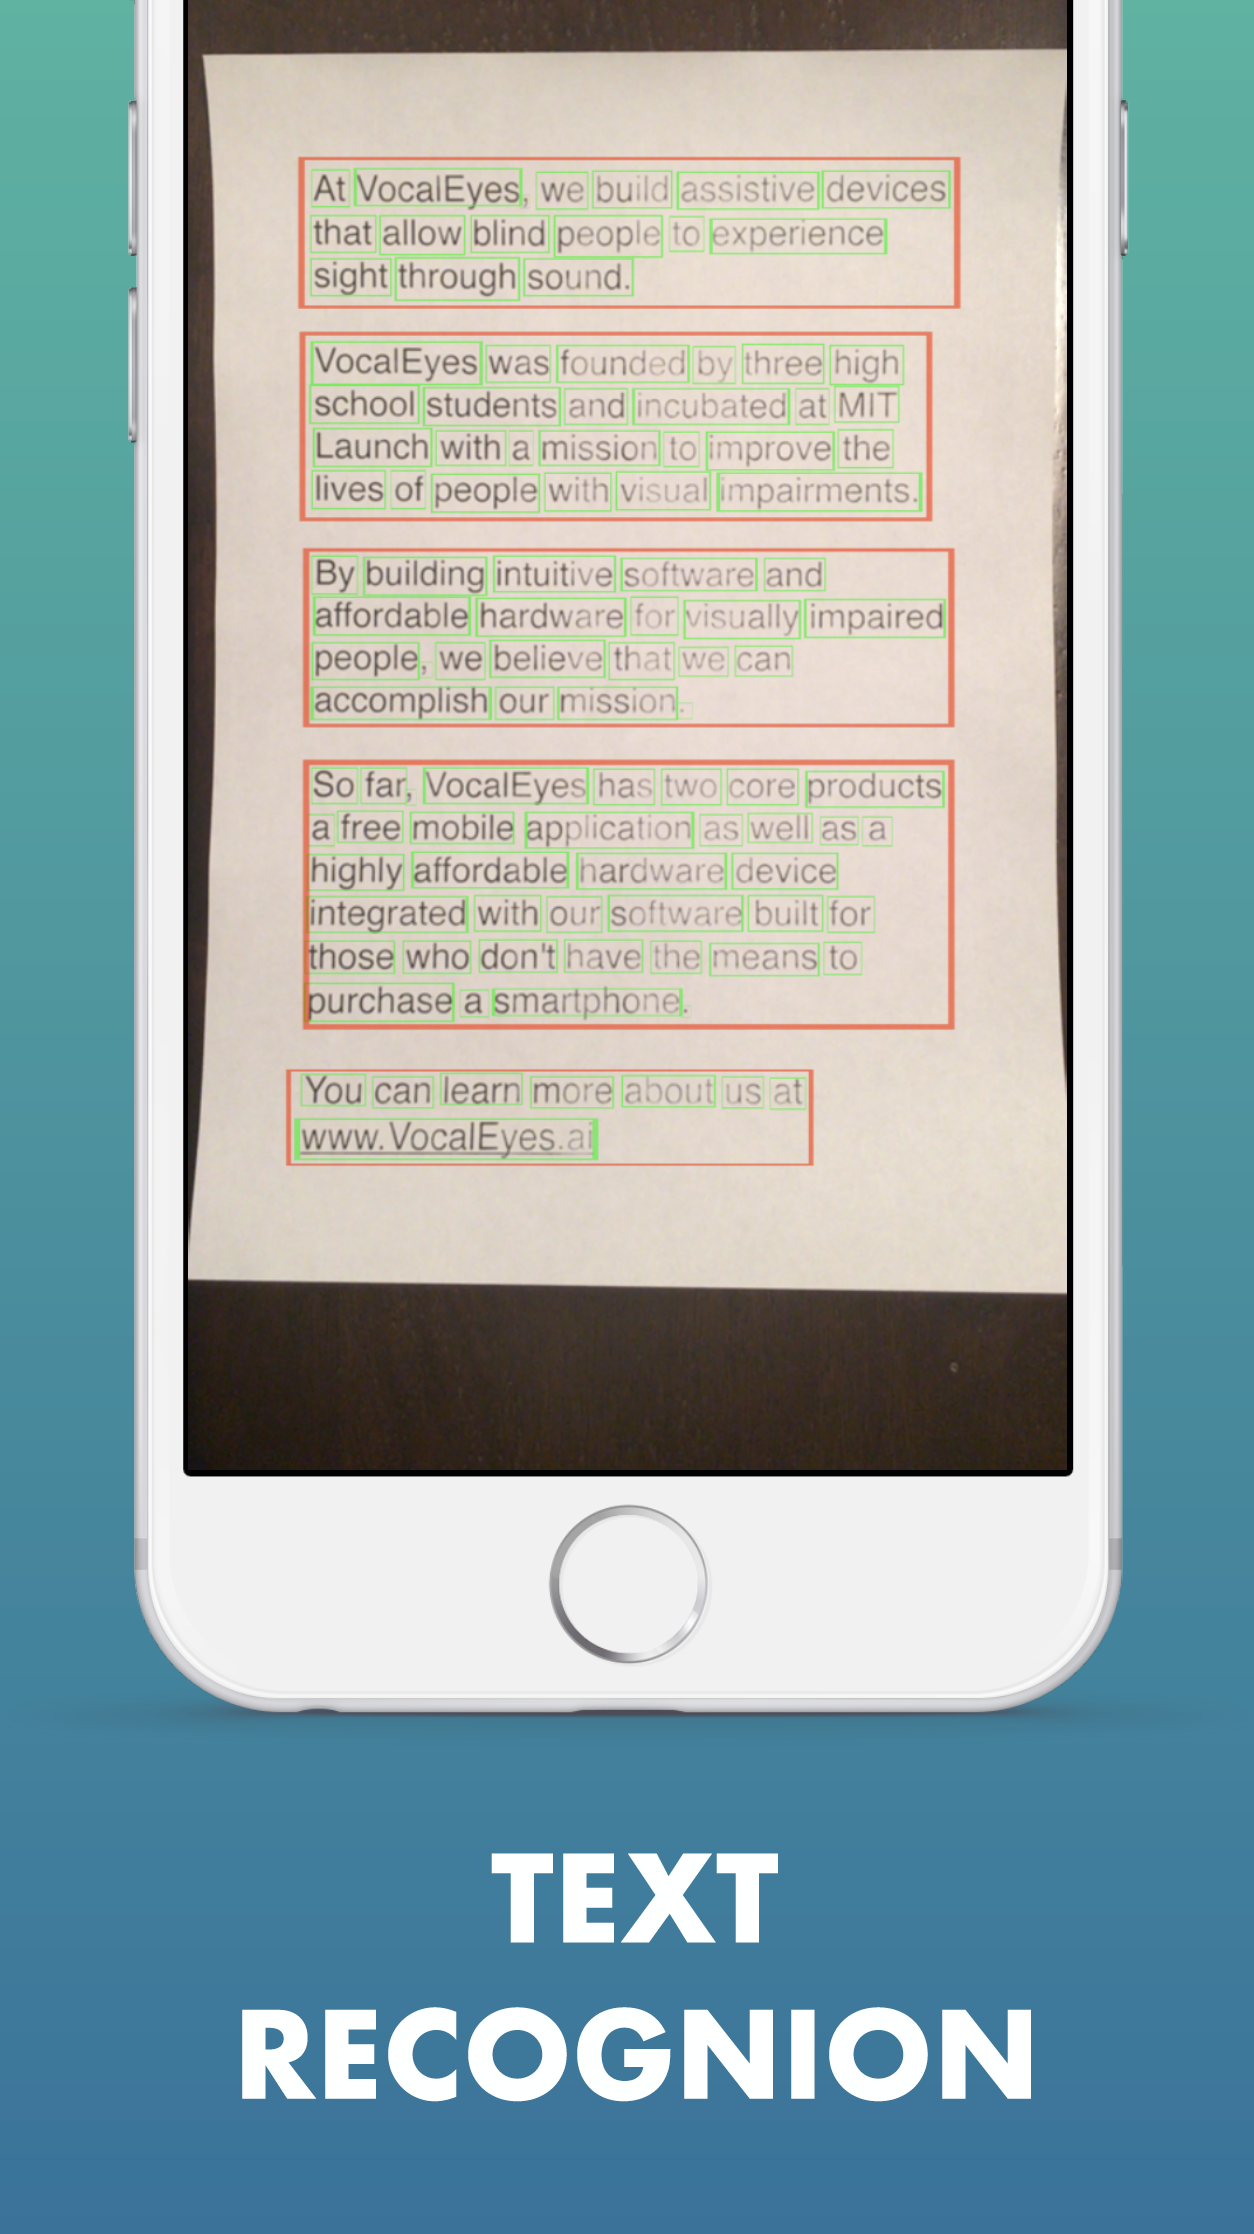 At VocalEyes, we build assistive devices
that allow blind people to experience
sight through sound.
VocalEyes was founded by three high
school students and incubated at MIT
Launch with a mission to improve the
lives of people with visual impairments.
By building intuitive software and
affordable hardware for visually impaired
people, we believe that we can
accomplish our mission.
So far, VocalEyes has two core products
a free mobile application as well as a
highly affordable hardware device
integrated with our software built for
those who don't have the means to
purchase a smartphone.
You can learn more about us at
www.VocalEyes.ai
TEXT
RECOGNION